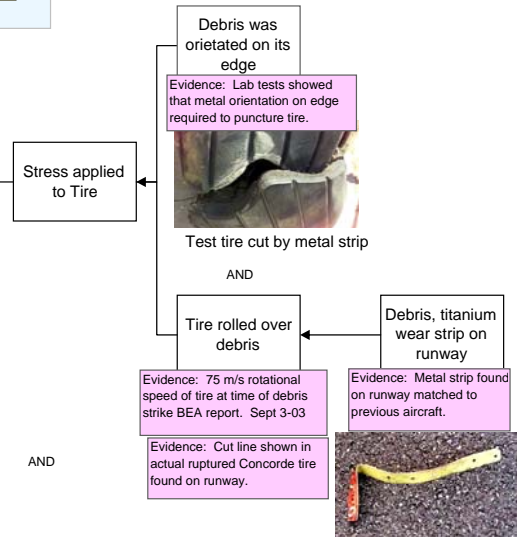 Debris was
orietated on its
edge
Evidence: Lab tests showed
that metal orientation on edge
required to puncture tire.
Stress applied
to Tire
Test tire cut by metal strip
AND
Tire rolled over
debris
Debris, titanium
wear strip on
runway
Evidence: 75 m/s rotational
speed of tire at time of debris
strike BEA report. Sept 3-03
Evidence: Metal strip found
on runway matched to
previous aircraft.
Evidence: Cut line shown in
actual ruptured Concorde tire
found on runway.
AND